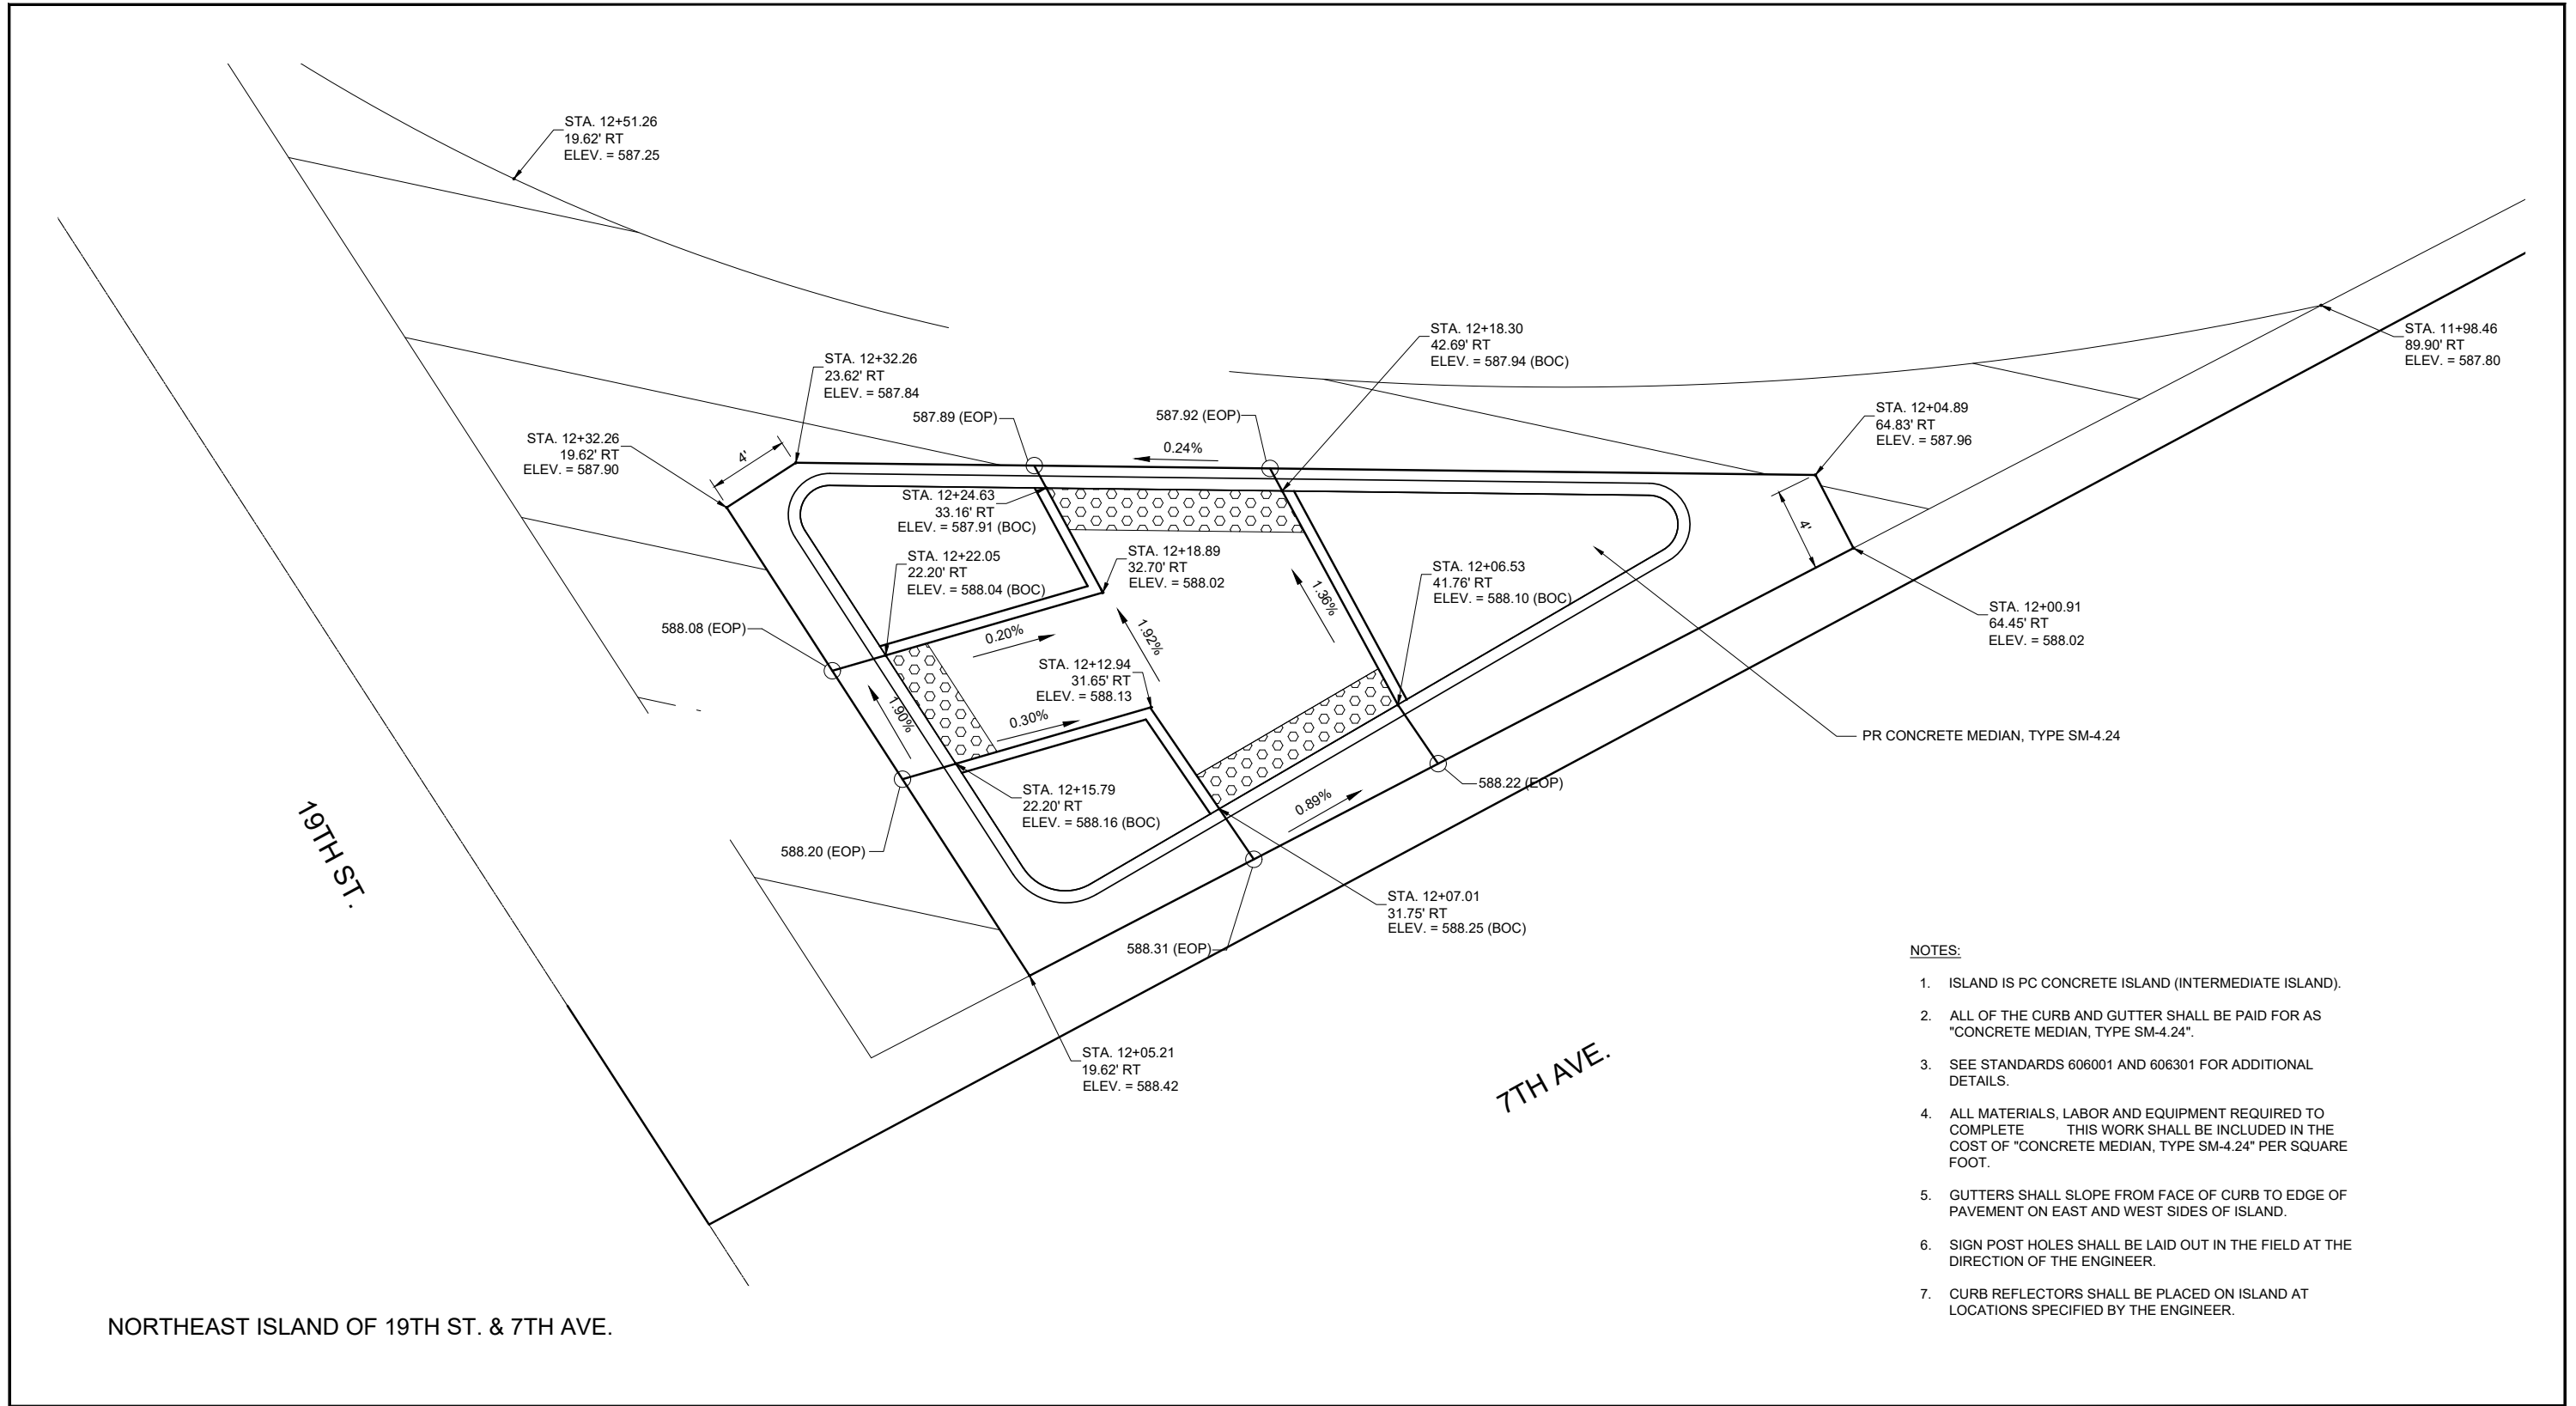 STA. 12+51.26
19.62' RT
ELEV. = 587.25
STA. 12+32.26
23.62' RT
ELEV. = 587.84
STA. 12+32.26
19.62' RT
ELEV. = 587.90
4'
587.89 (EOP)
587.92 (EOP)
0.24%
STA. 12+18.30
42.69' RT
ELEV. = 587.94 (BOC)
STA. 11+98.46
89.90' RT
ELEV. = 587.80
STA. 12+04.89
64.83' RT
ELEV. = 587.96
4'
STA. 12+24.63
33.16' RT
ELEV. = 587.91 (BOC)
STA. 12+22.05
22.20' RT
ELEV. = 588.04 (BOC)
STA. 12+18.89
32.70' RT
ELEV. = 588.02
STA. 12+06.53
41.76' RT
ELEV. = 588.10 (BOC)
1.36%
STA. 12+00.91
64.45' RT
ELEV. = 588.02
588.08 (EOP)
0.20%
1.92%
STA. 12+12.94
31.65' RT
ELEV. = 588.13
1.90%
0.30%
PR CONCRETE MEDIAN, TYPE SM-4.24
STA. 12+15.79
22.20' RT
ELEV. = 588.16 (BOC)
588.22 (EOP)
0.89%
588.20 (EOP)
19TH ST.
STA. 12+07.01
31.75' RT
ELEV. = 588.25 (BOC)
588.31 (EOP)
STA. 12+05.21
19.62' RT
ELEV. = 588.42
7TH AVE.
NOTES:
1. ISLAND IS PC CONCRETE ISLAND (INTERMEDIATE ISLAND).
2. ALL OF THE CURB AND GUTTER SHALL BE PAID FOR AS
"CONCRETE MEDIAN, TYPE SM-4.24".
3. SEE STANDARDS 606001 AND 606301 FOR ADDITIONAL
DETAILS.
4. ALL MATERIALS, LABOR AND EQUIPMENT REQUIRED TO
COMPLETE THIS WORK SHALL BE INCLUDED IN THE
COST OF "CONCRETE MEDIAN, TYPE SM-4.24" PER SQUARE
FOOT.
5. GUTTERS SHALL SLOPE FROM FACE OF CURB TO EDGE OF
PAVEMENT ON EAST AND WEST SIDES OF ISLAND.
6. SIGN POST HOLES SHALL BE LAID OUT IN THE FIELD AT THE
DIRECTION OF THE ENGINEER.
7. CURB REFLECTORS SHALL BE PLACED ON ISLAND AT
LOCATIONS SPECIFIED BY THE ENGINEER.
NORTHEAST ISLAND OF 19TH ST. & 7TH AVE.